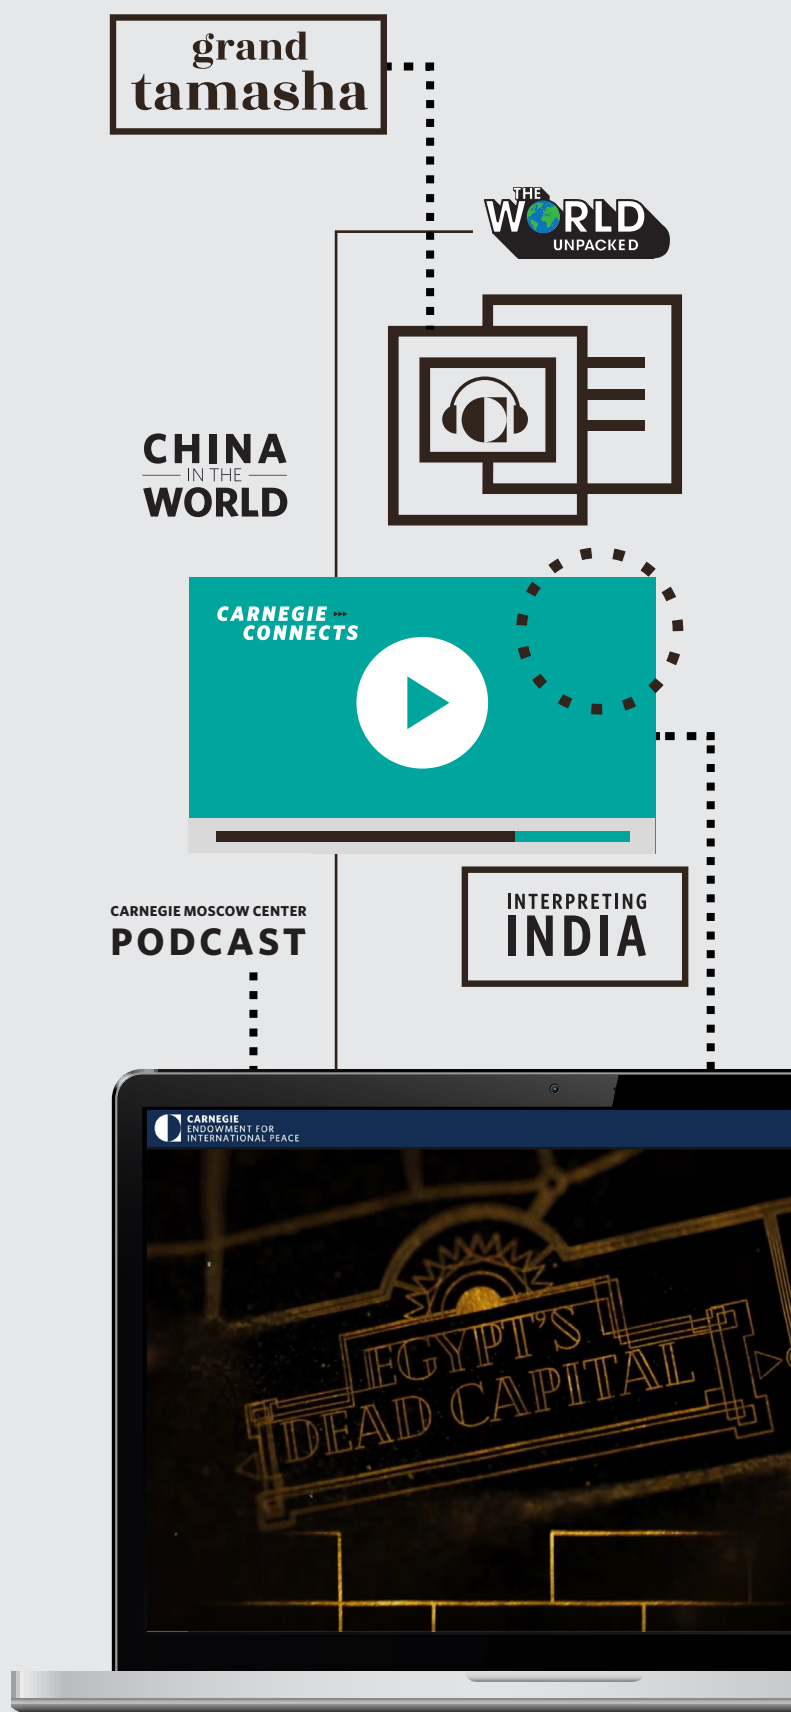 grand
tamasha
THE
WORLD
UNPACKED
CHINA
IN THE
WORLD
CARNEGIE
CONNECTS
CARNEGIE MOSCOW CENTER
PODCAST
INTERPRETING
INDIA
CARNEGIE
ENDOWMENT FOR
INTERNATIONAL PEACE
EGYPT'S
DEAD CAPITAL